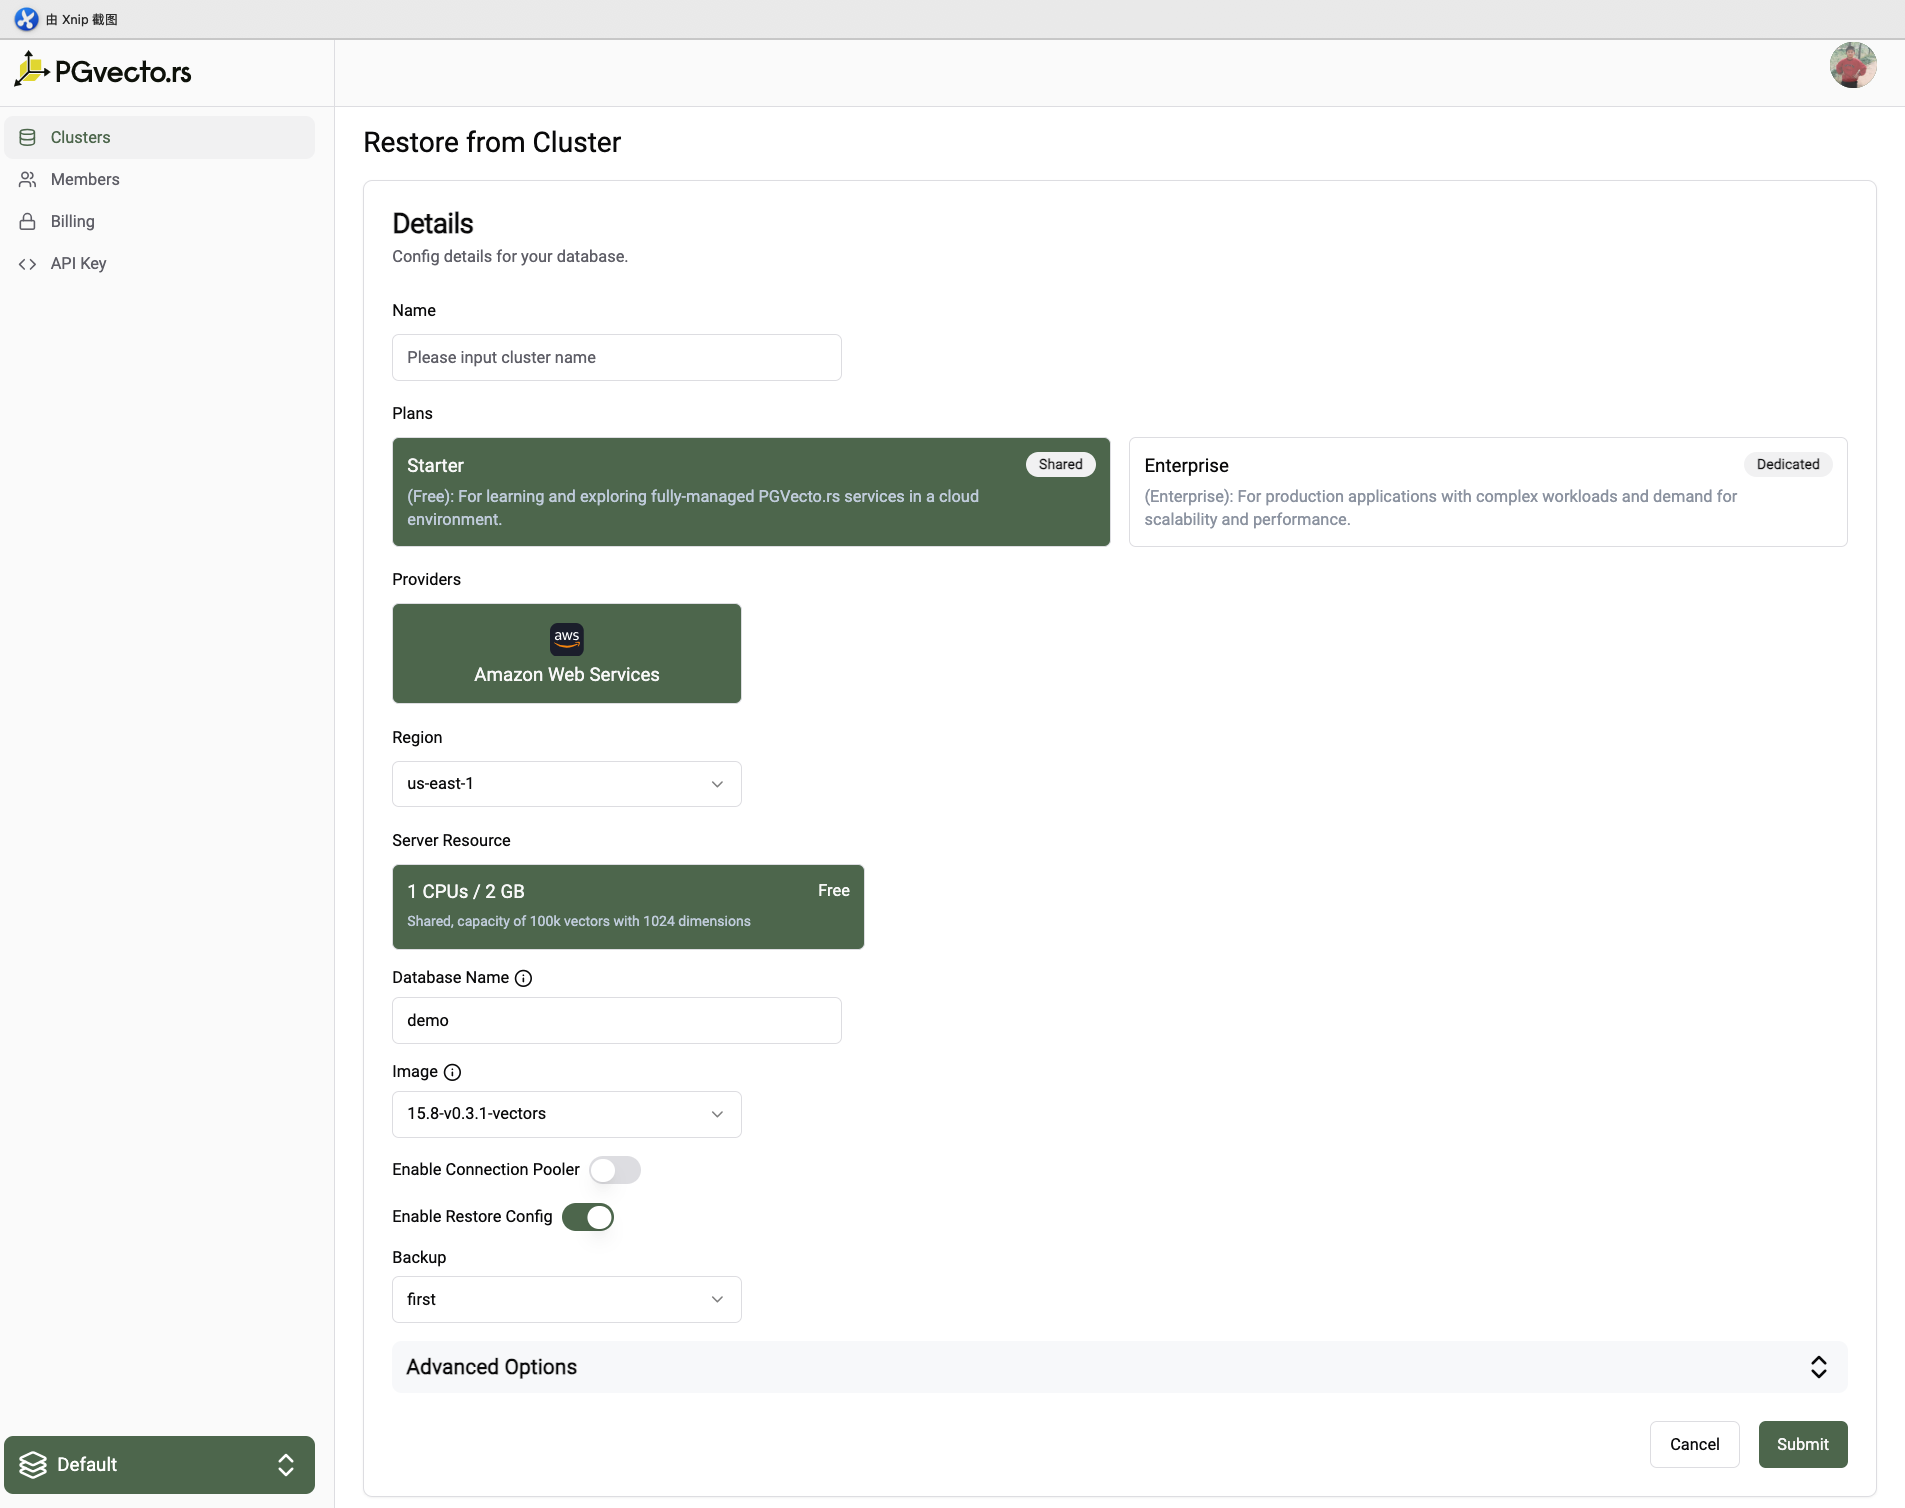 由 Xnip 截图
PGvecto.rs
Clusters
Members
Billing
API Key
Restore from Cluster
Details
Config details for your database.
Name
Please input cluster name
Plans
Starter
Shared
(Free): For learning and exploring fully-managed PGVecto.rs services in a cloud
environment.
Enterprise
Dedicated
(Enterprise): For production applications with complex workloads and demand for
scalability and performance.
Providers
aws
Amazon Web Services
Region
us-east-1
Server Resource
1 CPUs / 2 GB
Free
Shared, capacity of 100k vectors with 1024 dimensions
Database Name
demo
Image
15.8-v0.3.1-vectors
Enable Connection Pooler
Enable Restore Config
Backup
first
Advanced Options
Cancel
Submit
Default